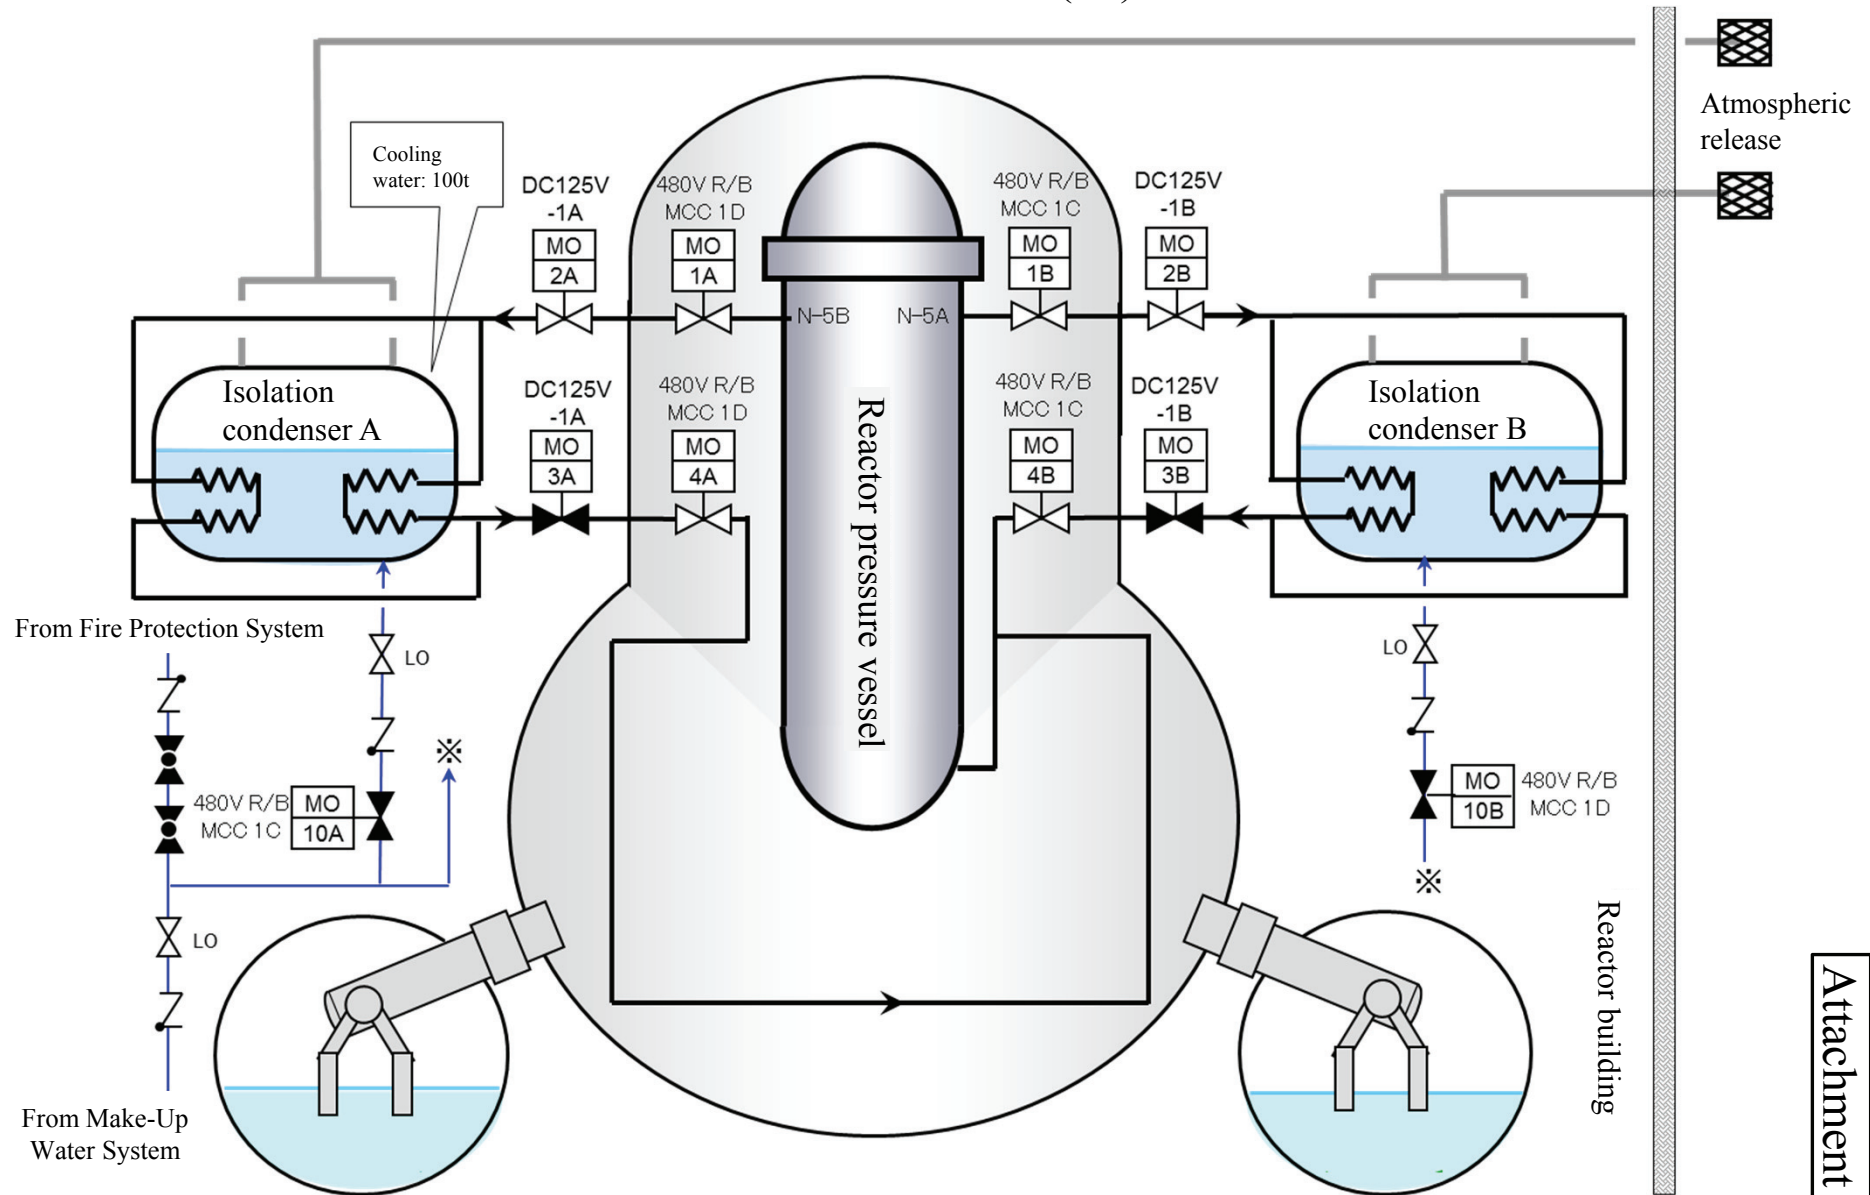 Atmospheric
release
Cooling
water: 100t
DC125V
-1A
MO
2A
480V R/B
MCC 1D
MO
1A
480V R/B
MCC 1C
MO
1B
DC125V
-1B
MO
2B
N-5B
N-5A
Isolation
condenser A
DC125V
-1A
MO
3A
480V R/B
MCC 1D
MO
4A
Reactor pressure vessel
480V R/B
MCC 1C
MO
4B
DC125V
-1B
MO
3B
Isolation
condenser B
From Fire Protection System
LO
LO
※
480V R/B
MCC 1C
MO
10A
MO
10B
480V R/B
MCC 1D
※
LO
From Make-Up
Water System
Reactor building
Attachment